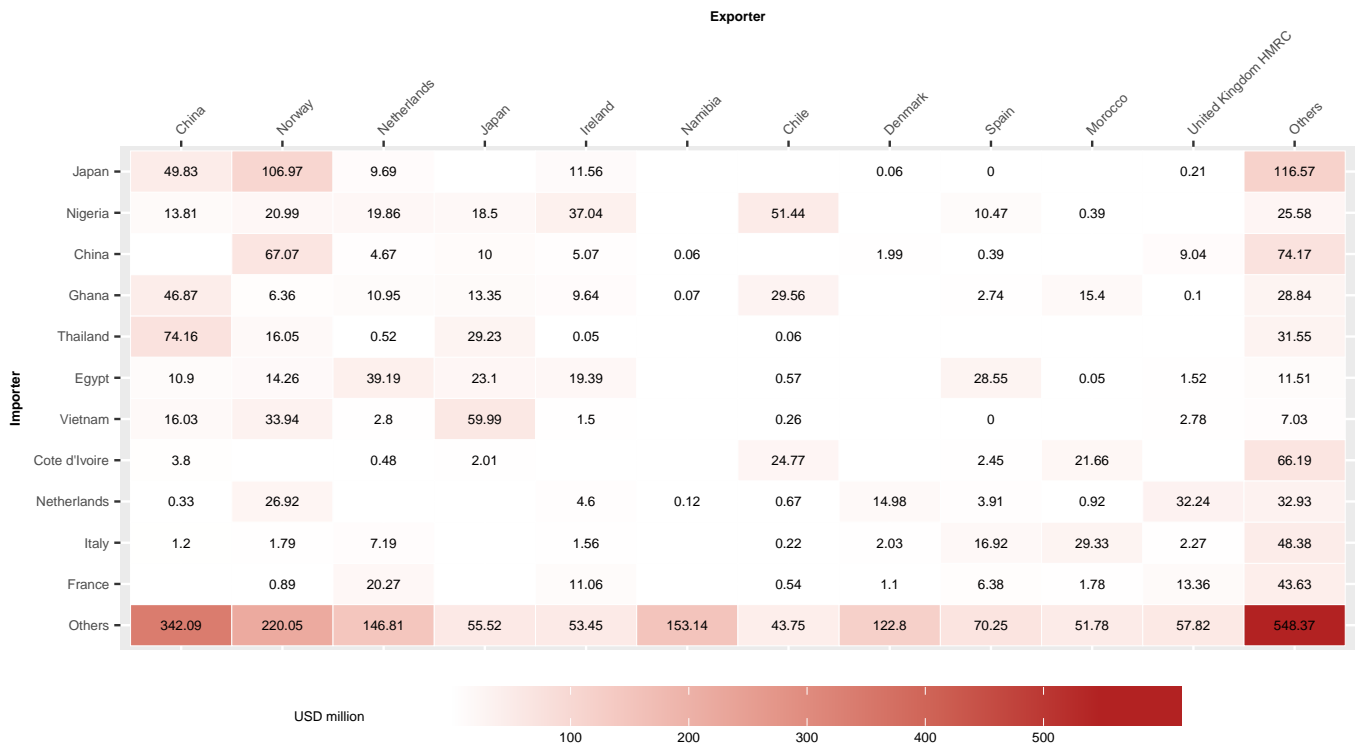 Exporter
China Norway Netherlands Japan Ireland Namibia Chile Denmark Spain Morocco United Kingdom HMRC Others
Importer
Japan 49.83 106.97 9.69 11.56 0.06 0 0.21 116.57
Nigeria 13.81 20.99 19.86 18.5 37.04 51.44 10.47 0.39 25.58
China 67.07 4.67 10 5.07 0.06 1.99 0.39 9.04 74.17
Ghana 46.87 6.36 10.95 13.35 9.64 0.07 29.56 2.74 15.4 0.1 28.84
Thailand 74.16 16.05 0.52 29.23 0.05 0.06 31.55
Egypt 10.9 14.26 39.19 23.1 19.39 0.57 28.55 0.05 1.52 11.51
Vietnam 16.03 33.94 2.8 59.99 1.5 0.26 0 2.78 7.03
Cote d'Ivoire 3.8 0.48 2.01 24.77 2.45 21.66 66.19
Netherlands 0.33 26.92 4.6 0.12 0.67 14.98 3.91 0.92 32.24 32.93
Italy 1.2 1.79 7.19 1.56 0.22 2.03 16.92 29.33 2.27 48.38
France 0.89 20.27 11.06 0.54 1.1 6.38 1.78 13.36 43.63
Others 342.09 220.05 146.81 55.52 53.45 153.14 43.75 122.8 70.25 51.78 57.82 548.37
USD million
100 200 300 400 500